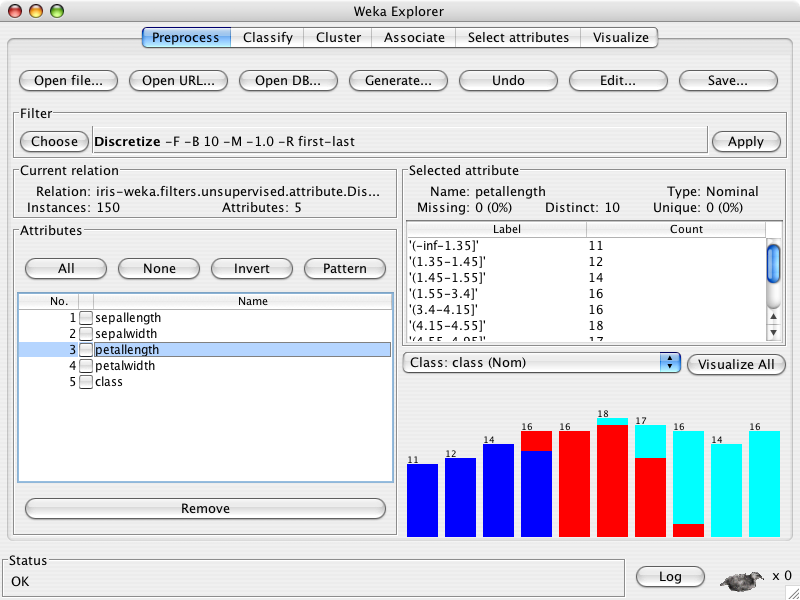 Weka Explorer
Preprocess Classify Cluster Associate Select attributes Visualize
Open file... Open URL... Open DB... Generate... Undo Edit... Save...
Filter
Choose Discretize -F -B 10 -M -1.0 -R first-last Apply
Current relation
Relation: iris-weka.filters.unsupervised.attribute.Dis...
Instances: 150 Attributes: 5
Selected attribute
Name: petallength Type: Nominal
Missing: 0 (0%) Distinct: 10 Unique: 0 (0%)
Label Count
'(-inf-1.35]' 11
'(1.35-1.45]' 12
'(1.45-1.55]' 14
'(1.55-3.4]' 16
'(3.4-4.15]' 16
'(4.15-4.55]' 18
'(4.55-4.95]' 17
Attributes
All None Invert Pattern
No. Name
1 sepallength
2 sepalwidth
3 petallength
4 petalwidth
5 class
Remove
Class: class (Nom) Visualize All
11 12 14 16 16 18 17 16 14 16
Status
OK
Log x 0